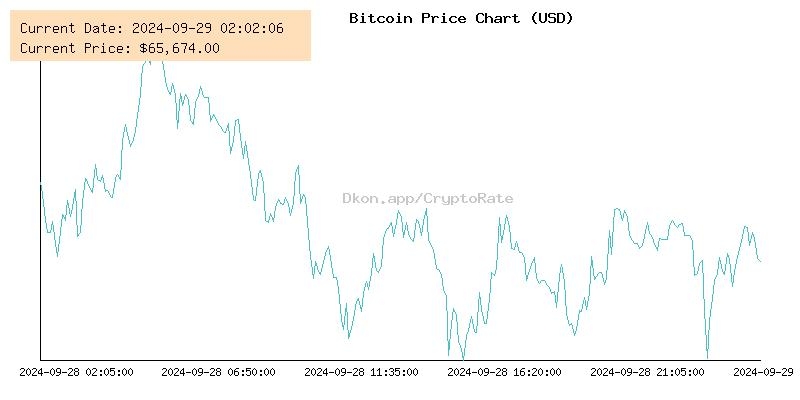 Bitcoin Price Chart (USD)
Current Date: 2024-09-29 02:02:06
Current Price: $65,674.00
Dkon.app/CryptoRate
2024-09-28 02:05:00
2024-09-28 06:50:00
2024-09-28 11:35:00
2024-09-28 16:20:00
2024-09-28 21:05:00
2024-09-29